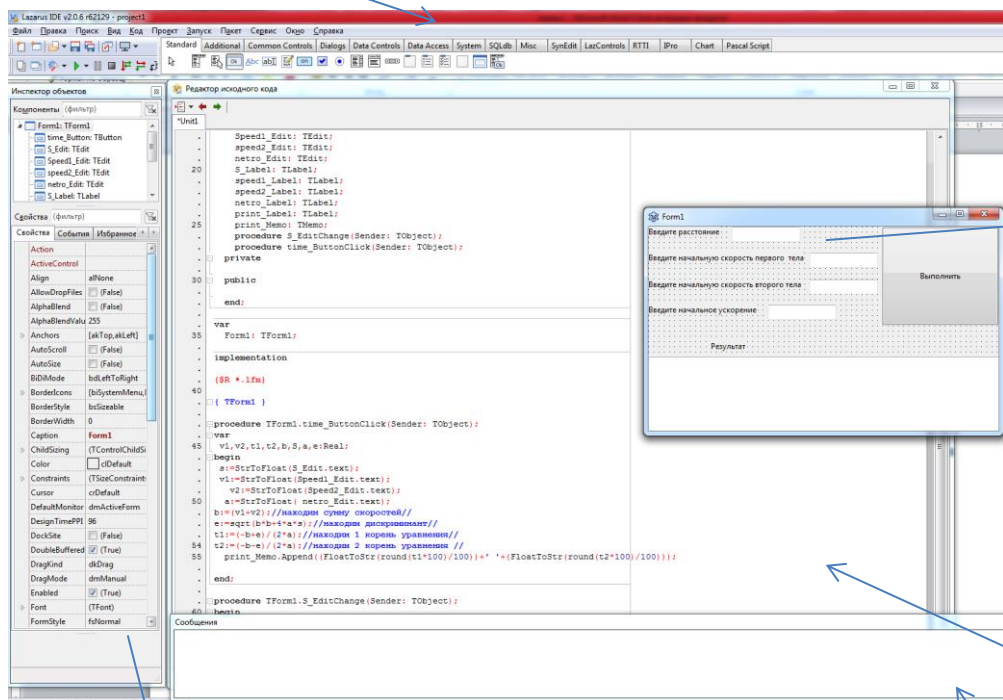 Lazarus IDE v2.0.6 r62129 - project1
Файл Правка Поиск Вид Код Проект Запуск Пакет Сервис Окно Справка
Standard Additional Common Controls Dialogs Data Controls Data Access System SQLdb Misc SynEdit LazControls RTTI IPro Chart Pascal Script
Ok Abc abI
Инспектор объектов
Компоненты (фильтр)
Form1: TForm1
time_Button: TButton
S_Edit: TEdit
Speed1_Edit: TEdit
speed2_Edit: TEdit
netro_Edit: TEdit
S_Label: TLabel
Свойства (фильтр)
Свойства События Избранное
Action
ActiveControl
Align alNone
AllowDropFiles (False)
AlphaBlend (False)
AlphaBlendValu 255
Anchors [akTop,akLeft]
AutoScroll (False)
AutoSize (False)
BiDiMode bdLeftToRight
BorderIcons [biSystemMenu,
BorderStyle bsSizeable
BorderWidth 0
Caption Form1
ChildSizing (TControlChildSi
Color clDefault
Constraints (TSizeConstraint
Cursor crDefault
DefaultMonitor dmActiveForm
DesignTimePPI 96
DockSite (False)
DoubleBuffered (True)
DragKind dkDrag
DragMode dmManual
Enabled (True)
Font (TFont)
FormStyle fsNormal
Редактор исходного кода
*Unit1
Speed1_Edit: TEdit;
speed2_Edit: TEdit;
netro_Edit: TEdit;
20 S_Label: TLabel;
speed1_Label: TLabel;
speed2_Label: TLabel;
netro_Label: TLabel;
print_Label: TLabel;
25 print_Memo: TMemo;
procedure S_EditChange(Sender: TObject);
procedure time_ButtonClick(Sender: TObject);
private
30 public
end;
var
35 Form1: TForm1;
implementation
{$R *.lfm}
40
{ TForm1 }
procedure TForm1.time_ButtonClick(Sender: TObject);
var
45 v1,v2,t1,t2,b,S,a,e:Real;
begin
s:=StrToFloat(S_Edit.text);
v1:=StrToFloat(Speed1_Edit.text);
v2:=StrToFloat(Speed2_Edit.text);
50 a:=StrToFloat( netro_Edit.text);
b:=(v1+v2);//находим сумму скоростей//
e:=sqrt(b*b+4*a*s);//находим дискриминант//
t1:=(-b+e)/(2*a);//находим 1 корень уравнения//
54 t2:=(-b-e)/(2*a);//находим 2 корень уравнения //
55 print_Memo.Append((FloatToStr(round(t1*100)/100))+' '+(FloatToStr(round(t2*100)/100)));
end;
procedure TForm1.S_EditChange(Sender: TObject);
60 begin
Сообщения
Form1
Введите расстояние
Введите начальную скорость первого тела
Введите начальную скорость второго тела
Введите начальное ускорение
Выполнить
Результат